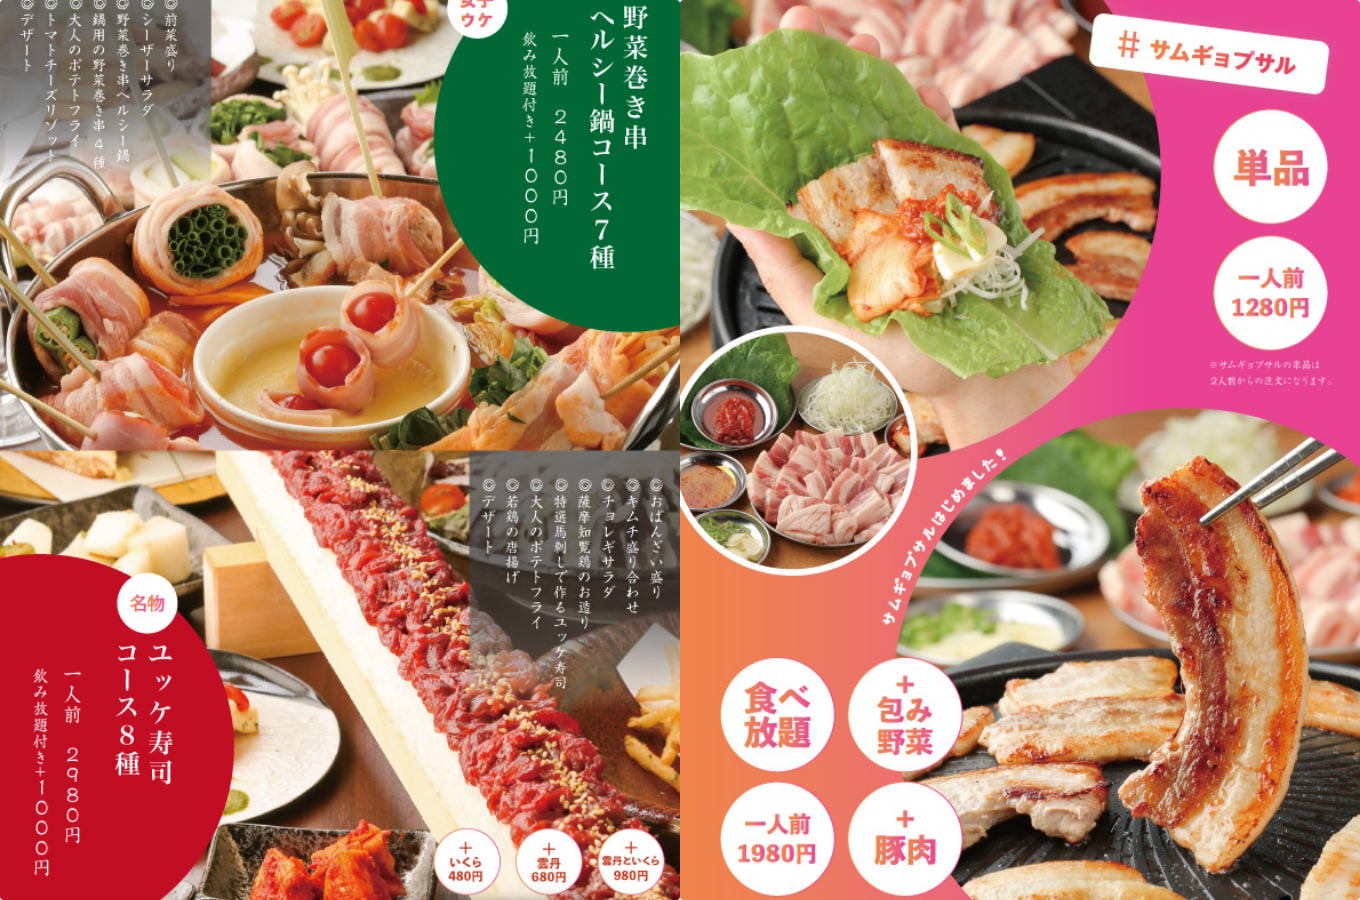 女子
ウケ
野菜巻き串
ヘルシー鍋コース7種
一人前 2480円
飲み放題付き+1000円
◎前菜盛り
◎シーザーサラダ
◎野菜巻き串ヘルシー鍋
◎鍋用の野菜巻き串4種
◎大人のポテトフライ
◎トマトチーズリゾット
◎デザート
名物
ユッケ寿司
コース8種
一人前 2980円
飲み放題付き+1000円
◎おばんざい盛り
◎キムチ盛り合わせ
◎チョレギサラダ
◎薩摩知覧鶏のお造り
◎特選馬刺しで作るユッケ寿司
◎大人のポテトフライ
◎若鶏の唐揚げ
◎デザート
+
いくら
480円
+
雲丹
680円
+
雲丹といくら
980円
# サムギョプサル
単品
一人前
1280円
※サムギョプサルの単品は
2人前からの注文になります。
サムギョプサルはじめました!
食べ
放題
+
包み
野菜
一人前
1980円
+
豚肉